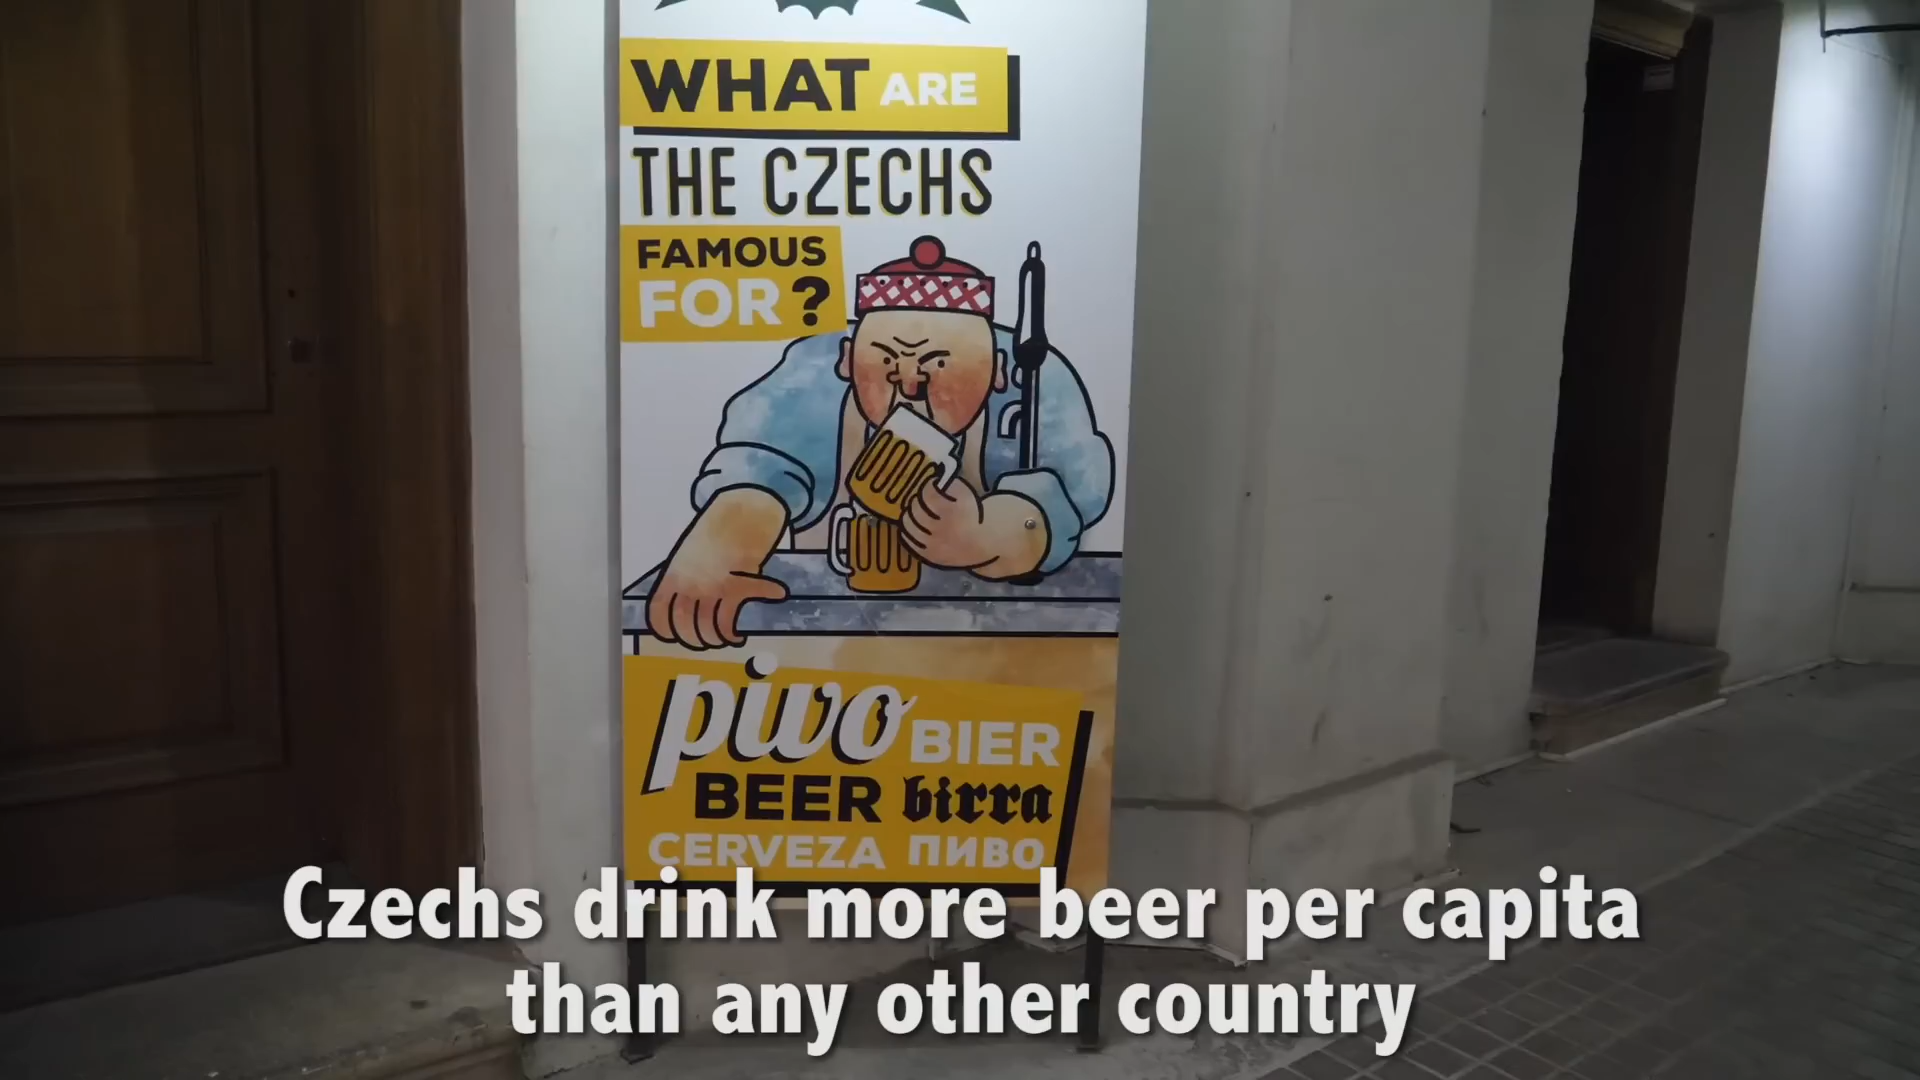 WHAT ARE
THE CZECHS
FAMOUS
FOR?
pivo BIER
BEER birra
CERVEZA ПИВО
Czechs drink more beer per capita
than any other country